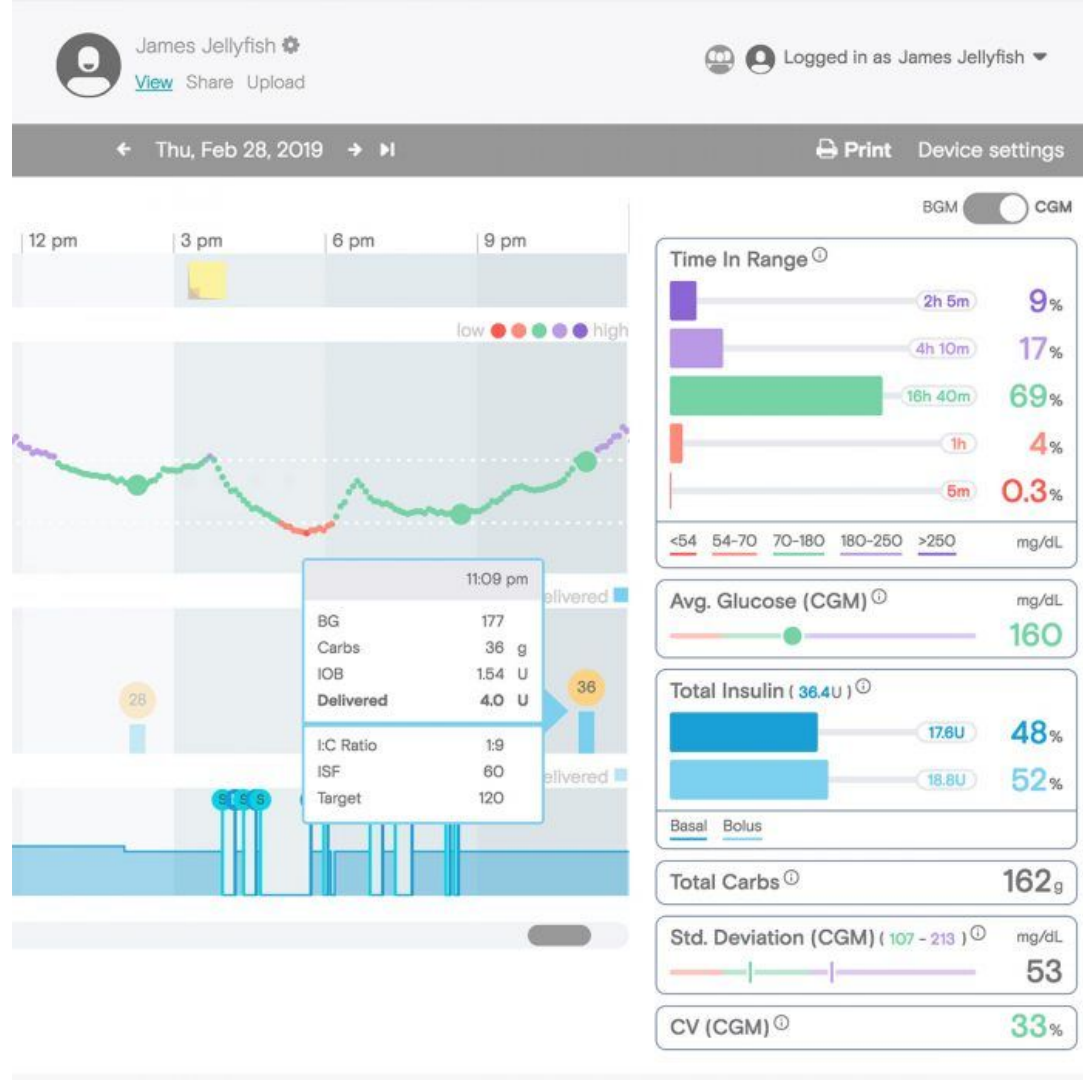 James Jellyfish
View Share Upload
Logged in as James Jellyfish
Thu, Feb 28, 2019
Print Device settings
BGM CGM
12 pm 3 pm 6 pm 9 pm
low high
11:09 pm
BG 177
Carbs 36 g
IOB 1.54 U
Delivered 4.0 U
I:C Ratio 1:9
ISF 60
Target 120
elivered
28
36
elivered
S S S
Time In Range
2h 5m 9%
4h 10m 17%
16h 40m 69%
1h 4%
5m 0.3%
<54 54-70 70-180 180-250 >250 mg/dL
Avg. Glucose (CGM) mg/dL
160
Total Insulin ( 36.4U )
17.6U 48%
18.8U 52%
Basal Bolus
Total Carbs 162g
Std. Deviation (CGM) ( 107 - 213 ) mg/dL
53
CV (CGM) 33%